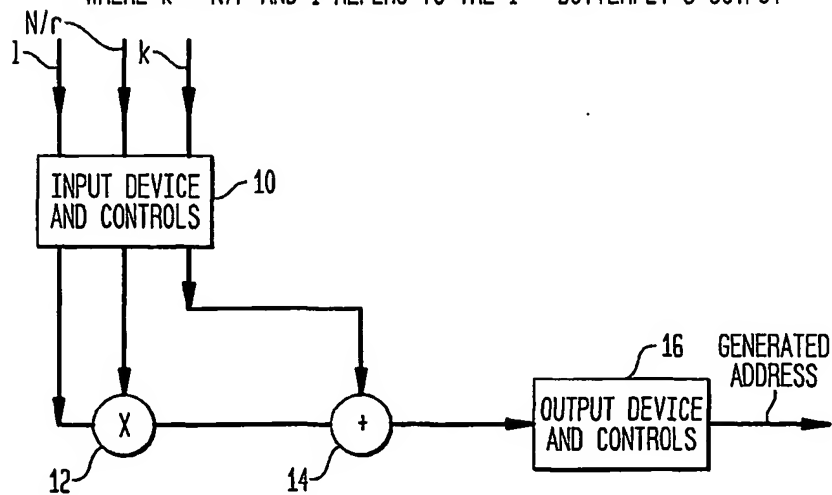 N/r
l
k
INPUT DEVICE
AND CONTROLS
10
X
12
+
14
16
OUTPUT DEVICE
AND CONTROLS
GENERATED
ADDRESS